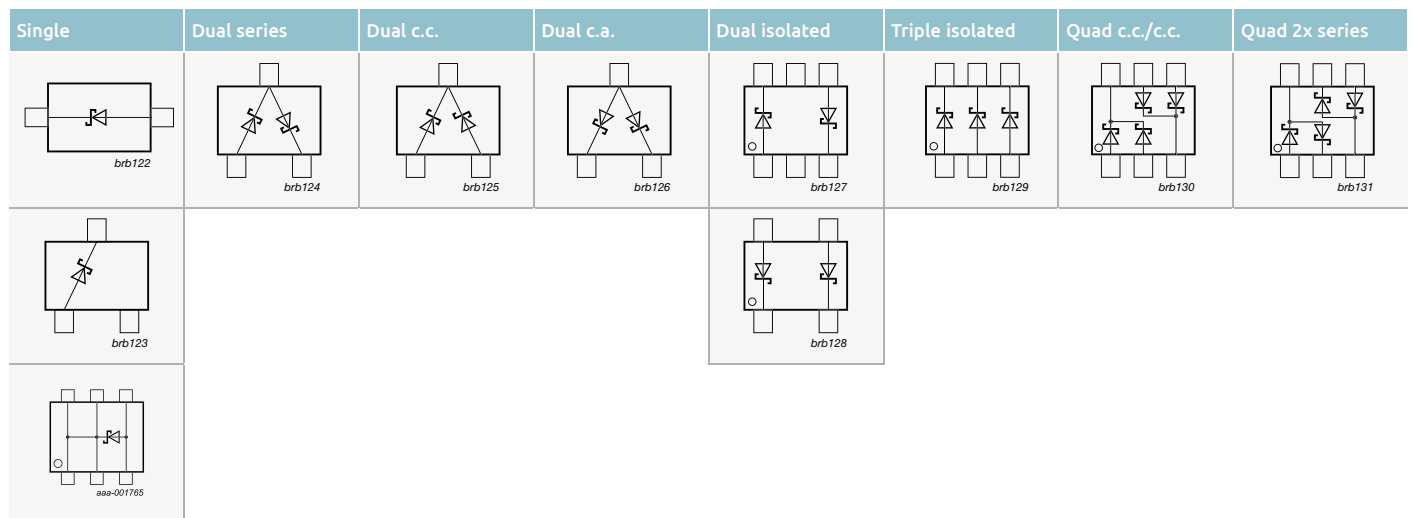 Single
Dual series
Dual c.c.
Dual c.a.
Dual isolated
Triple isolated
Quad c.c./c.c.
Quad 2x series
brb122
brb124
brb125
brb126
brb127
brb129
brb130
brb131
brb123
brb128
aaa-001765